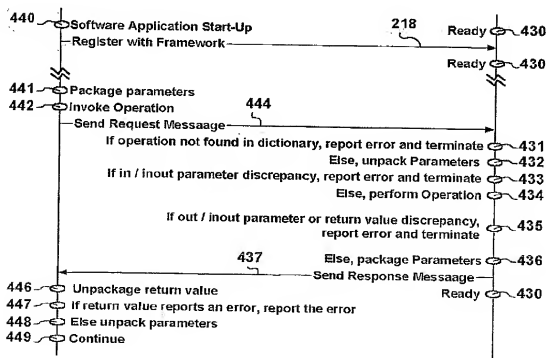 440 Software Application Start-Up
218 Ready 430
Register with Framework
Ready 430
441 Package parameters
442 Invoke Operation 444
Send Request Messaage
If operation not found in dictionary, report error and terminate 431
Else, unpack Parameters 432
If in / inout parameter discrepancy, report error and terminate 433
Else, perform Operation 434
If out / inout parameter or return value discrepancy,
report error and terminate 435
437 Else, package Parameters 436
Send Response Messaage
446 Unpackage return value
Ready 430
447 If return value reports an error, report the error
448 Else unpack parameters
449 Continue